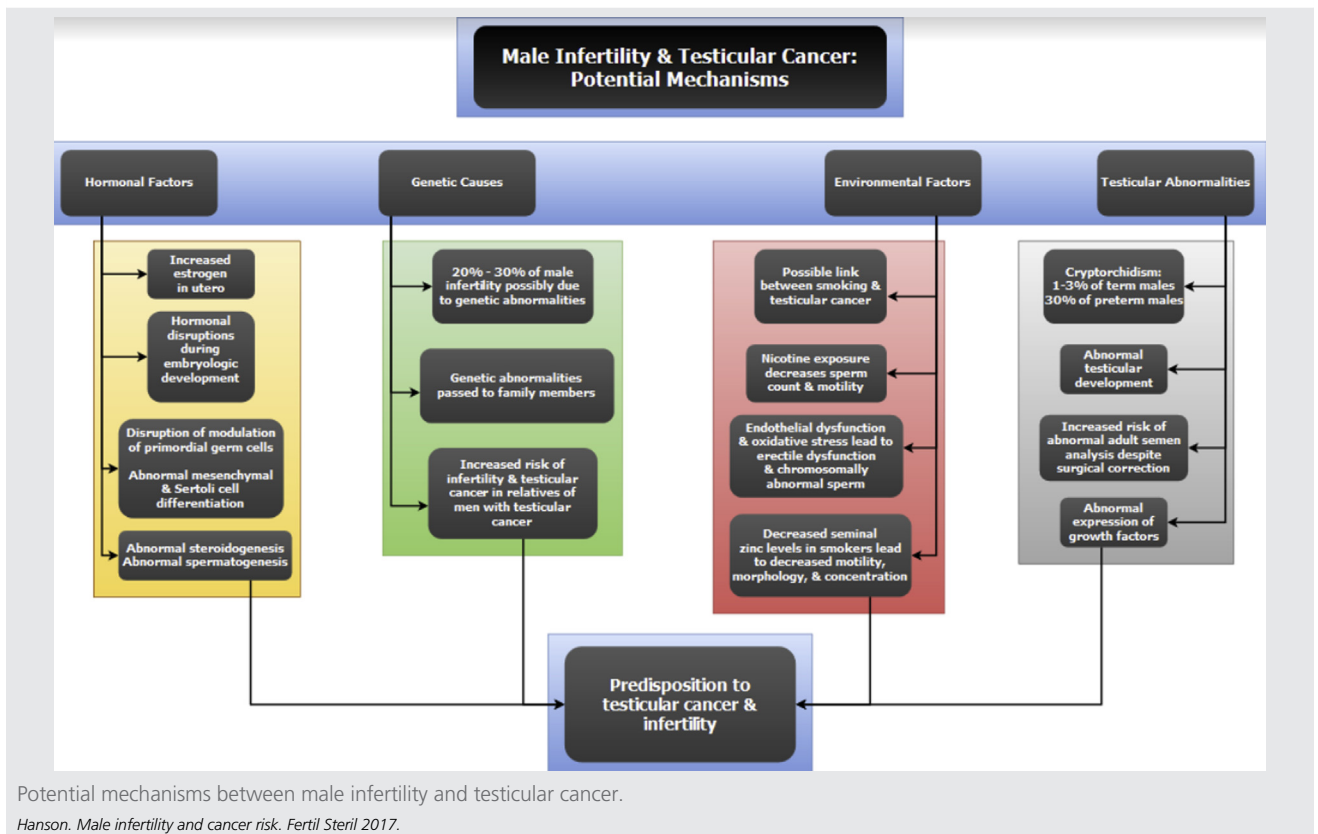 Male Infertility & Testicular Cancer:
Potential Mechanisms
Hormonal Factors
Genetic Causes
Environmental Factors
Testicular Abnormalities
Increased
estrogen
in utero
Hormonal
disruptions
during
embryologic
development
Disruption of modulation
of primordial germ cells
Abnormal mesenchymal
& Sertoli cell
differentiation
Abnormal steroidogenesis
Abnormal spermatogenesis
20% - 30% of male
infertility possibly due
to genetic abnormalities
Genetic abnormalities
passed to family members
Increased risk of
infertility & testicular
cancer in relatives of
men with testicular
cancer
Possible link
between smoking &
testicular cancer
Nicotine exposure
decreases sperm
count & motility
Endothelial dysfunction
& oxidative stress lead to
erectile dysfunction
& chromosomally
abnormal sperm
Decreased seminal
zinc levels in smokers lead
to decreased motility,
morphology, & concentration
Cryptorchidism:
1-3% of term males
30% of preterm males
Abnormal
testicular
development
Increased risk of
abnormal adult semen
analysis despite
surgical correction
Abnormal
expression of
growth factors
Predisposition to
testicular cancer &
infertility
Potential mechanisms between male infertility and testicular cancer.
Hanson. Male infertility and cancer risk. Fertil Steril 2017.